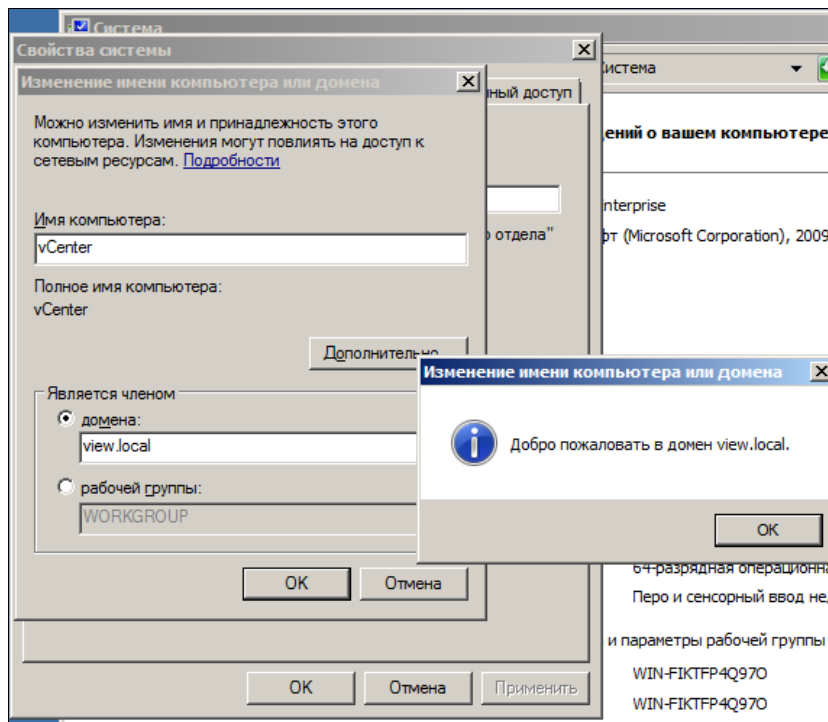 Система
Свойства системы
Изменение имени компьютера или домена
истема
ный доступ
Можно изменить имя и принадлежность этого
компьютера. Изменения могут повлиять на доступ к
сетевым ресурсам. Подробности
ений о вашем компьютере
Имя компьютера:
nterprise
vCenter
о отдела"
фт (Microsoft Corporation), 2009
Полное имя компьютера:
vCenter
Дополнительно...
Изменение имени компьютера или домена
Является членом
домена:
view.local
Добро пожаловать в домен view.local.
рабочей группы:
WORKGROUP
OK
64-разрядная операционна
OK
Отмена
Перо и сенсорный ввод не
и параметры рабочей группы
WIN-FIKTFP4Q97O
OK
Отмена
Применить
WIN-FIKTFP4Q97O